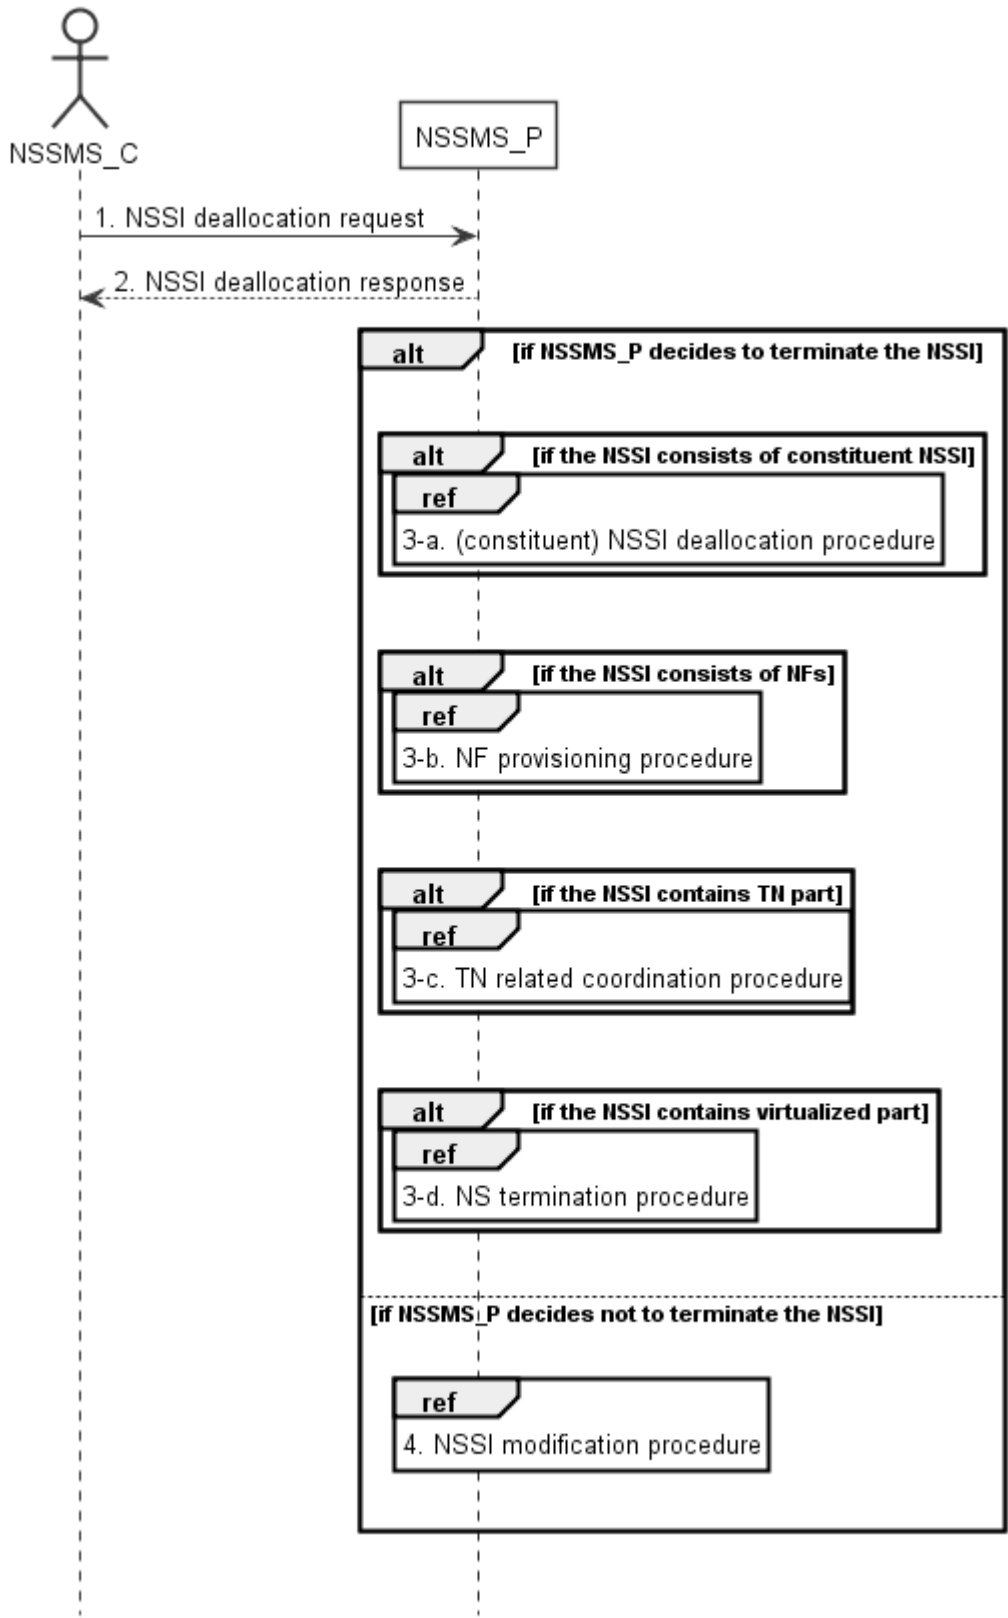 NSSMS_C
NSSMS_P
1. NSSI deallocation request
2. NSSI deallocation response
alt [if NSSMS_P decides to terminate the NSSI]
alt [if the NSSI consists of constituent NSSI]
ref
3-a. (constituent) NSSI deallocation procedure
alt [if the NSSI consists of NFs]
ref
3-b. NF provisioning procedure
alt [if the NSSI contains TN part]
ref
3-c. TN related coordination procedure
alt [if the NSSI contains virtualized part]
ref
3-d. NS termination procedure
[if NSSMS_P decides not to terminate the NSSI]
ref
4. NSSI modification procedure